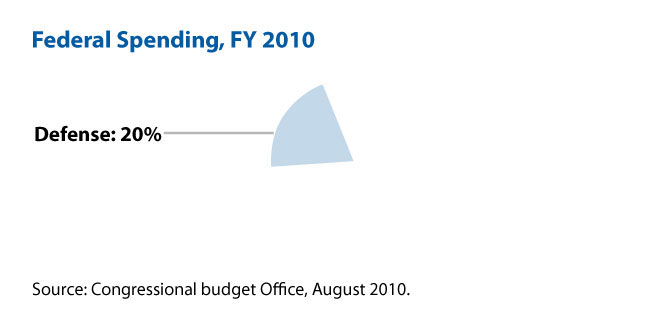 Federal Spending, FY 2010
Defense: 20%
Source: Congressional budget Office, August 2010.